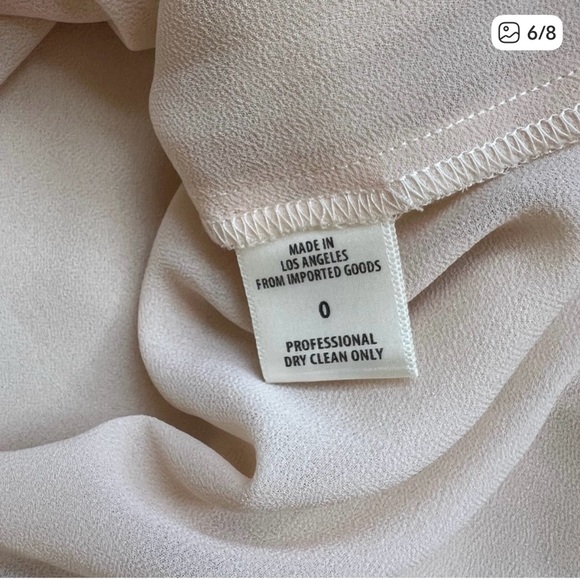 6/8
MADE IN
LOS ANGELES
FROM IMPORTED GOODS
0
PROFESSIONAL
DRY CLEAN ONLY